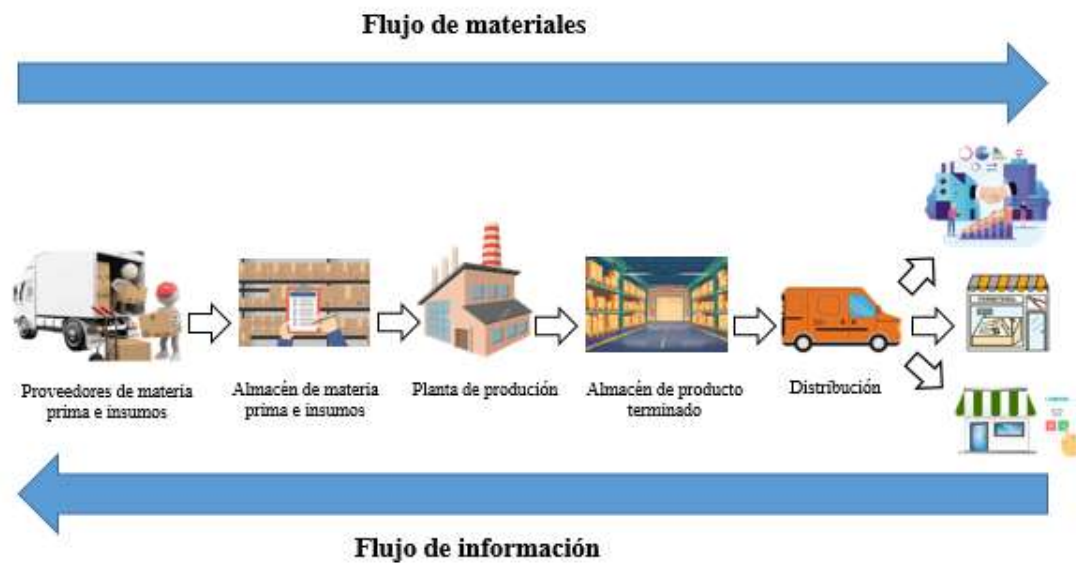 Flujo de materiales
Proveedores de materia
prima e insumos
Almacén de materia
prima e insumos
Planta de produción
Almacén de producto
terminado
Distribución
Flujo de información